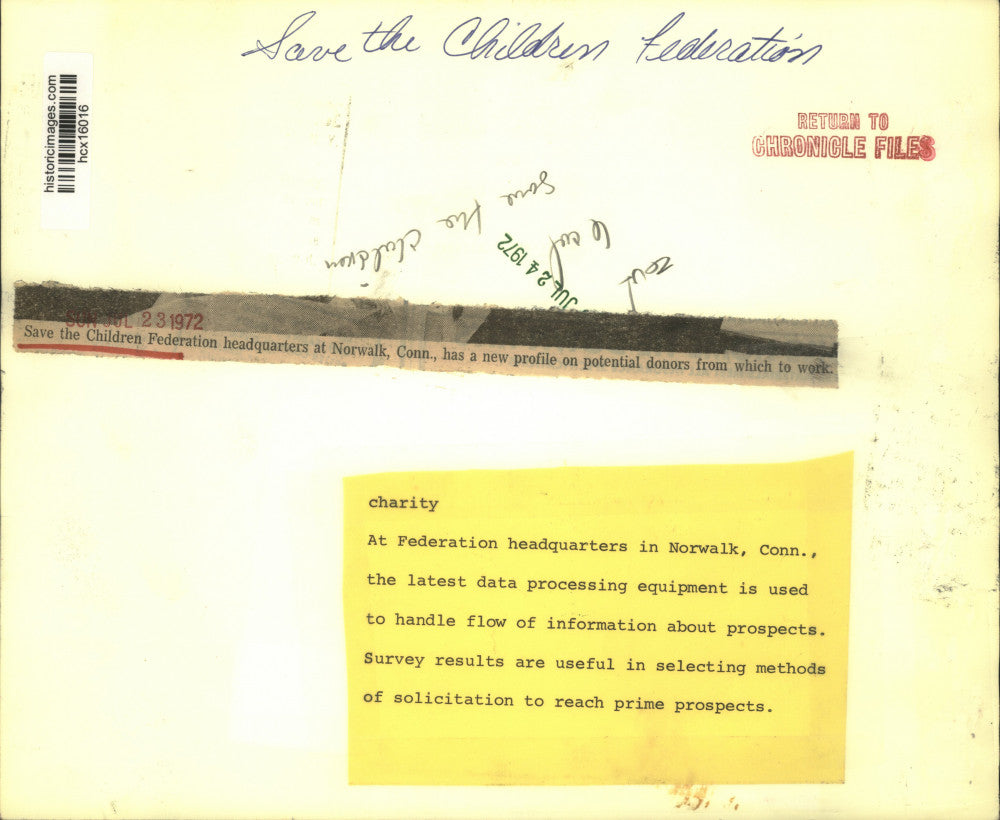 Save the Children Federation
historicimages.com
hcx16016
RETURN TO
CHRONICLE FILES
Save the Children
JUL 24 1972
SUN JUL 23 1972
Save the Children Federation headquarters at Norwalk, Conn., has a new profile on potential donors from which to work.
charity
At Federation headquarters in Norwalk, Conn.,
the latest data processing equipment is used
to handle flow of information about prospects.
Survey results are useful in selecting methods
of solicitation to reach prime prospects.